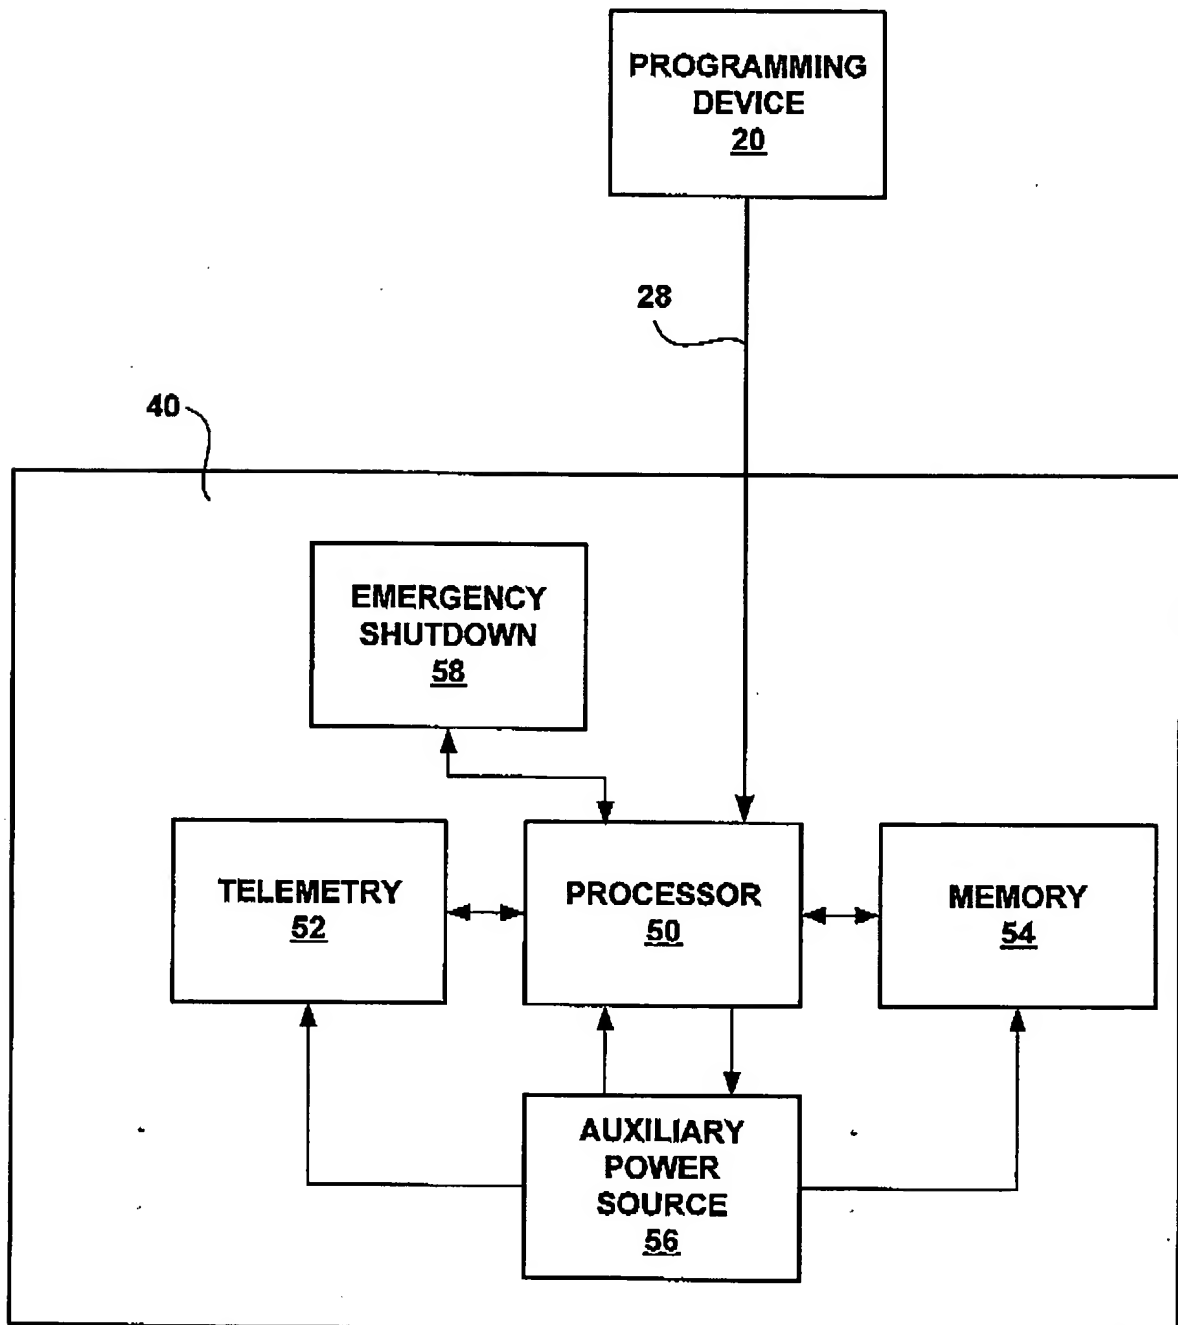 PROGRAMMING
DEVICE
20
28
40
EMERGENCY
SHUTDOWN
58
TELEMETRY
52
PROCESSOR
50
MEMORY
54
AUXILIARY
POWER
SOURCE
56